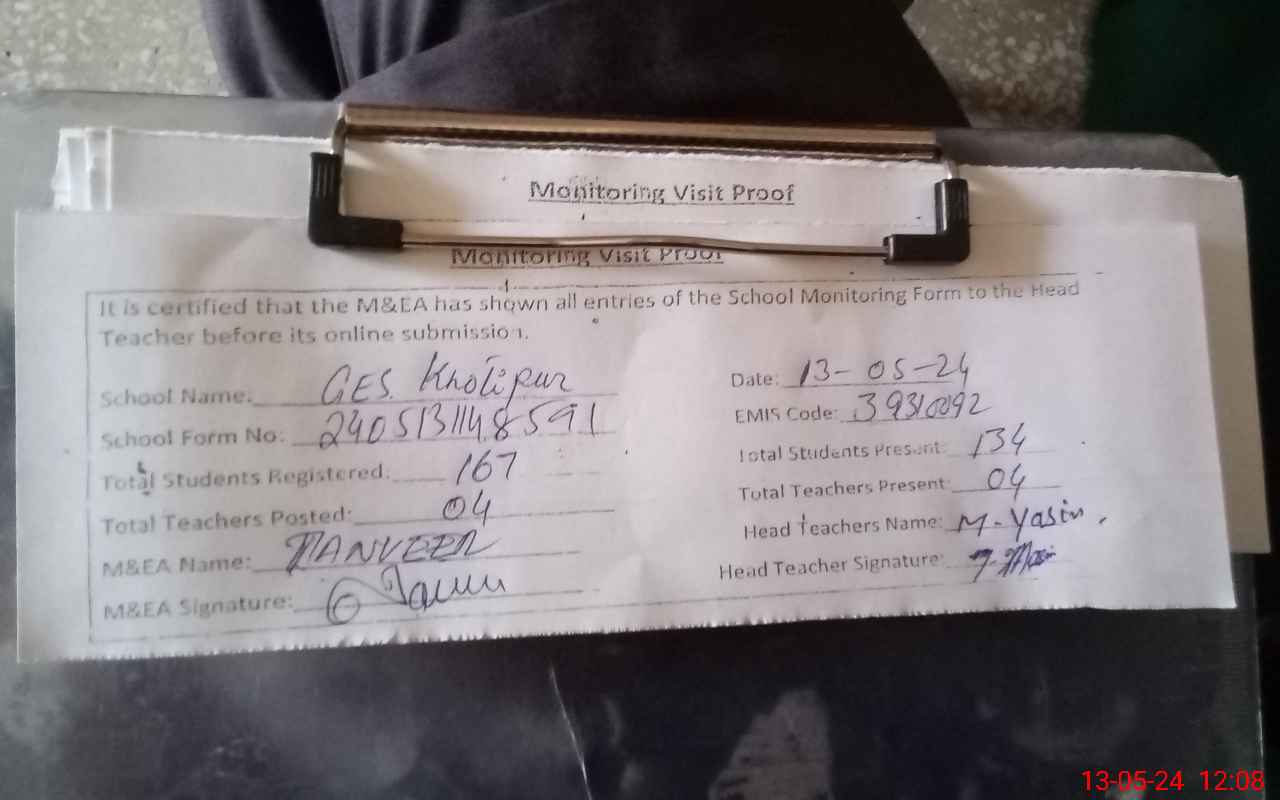 Monitoring Visit Proof
Monitoring Visit Proof
It is certified that the M&EA has shown all entries of the School Monitoring Form to the Head
Teacher before its online submission.
School Name: GES. Kholipur
Date: 13-05-24
School Form No: 2405131148591
EMIS Code: 39310092
Total Students Registered: 167
Total Students Present: 134
Total Teachers Posted: 04
Total Teachers Present: 04
M&EA Name: TANVEER
Head Teachers Name: M-Yasin.
M&EA Signature:
Head Teacher Signature:
13-05-24 12:08